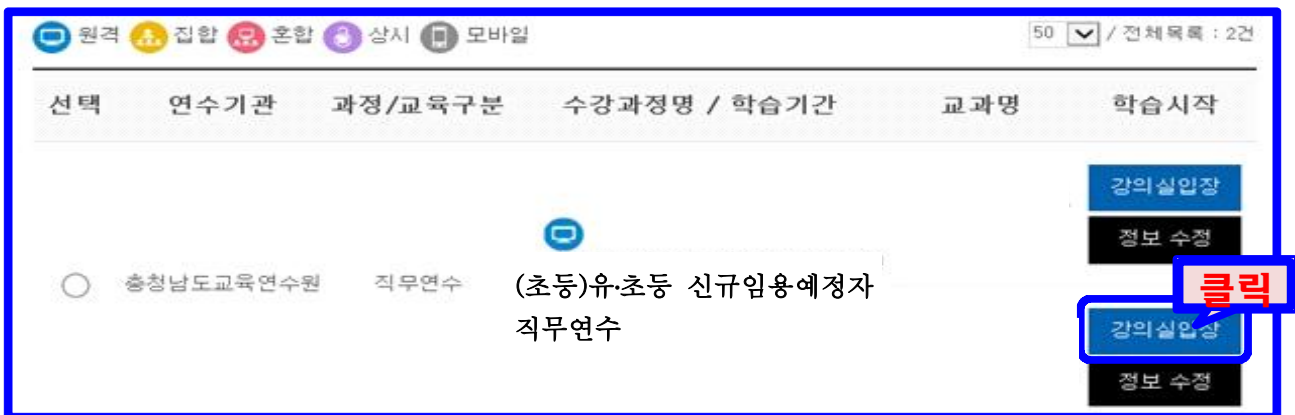 원격 집합 혼합 상시 모바일 50 / 전체목록 : 2건
선택 연수기관 과정/교육구분 수강과정명 / 학습기간 교과명 학습시작
강의실입장
정보 수정
충청남도교육연수원 직무연수 (초등)유·초등 신규임용예정자
직무연수
클릭
강의실입장
정보 수정